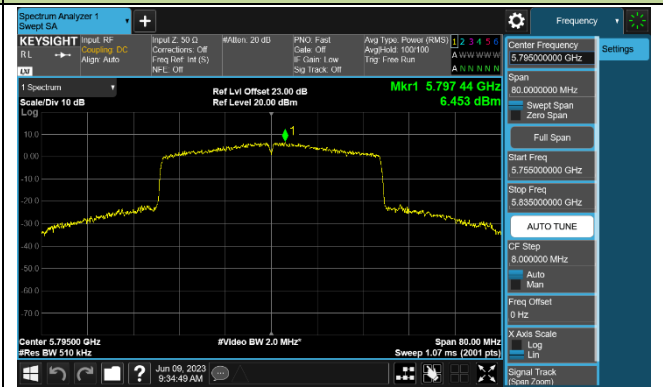 Spectrum Analyzer 1
Swept SA
+
Frequency
KEYSIGHT
RL
LXI
Input: RF
Coupling: DC
Align: Auto
Input Z: 50 Ω
Corrections: Off
Freq Ref: Int (S)
NFE: Off
#Atten: 20 dB
PNO: Fast
Gate: Off
IF Gain: Low
Sig Track: Off
Avg Type: Power (RMS)
Avg|Hold: 100/100
Trig: Free Run
1 2 3 4 5 6
A W W W W W
A N N N N N
1 Spectrum
Scale/Div 10 dB
Log
Ref Lvl Offset 23.00 dB
Ref Level 20.00 dBm
Mkr1 5.797 44 GHz
6.453 dBm
1
10.0
0.00
-10.0
-20.0
-30.0
-40.0
-50.0
-60.0
-70.0
Center 5.79500 GHz
#Res BW 510 kHz
#Video BW 2.0 MHz*
Span 80.00 MHz
Sweep 1.07 ms (2001 pts)
Center Frequency
5.795000000 GHz
Settings
Span
80.0000000 MHz
Swept Span
Zero Span
Full Span
Start Freq
5.755000000 GHz
Stop Freq
5.835000000 GHz
AUTO TUNE
CF Step
8.000000 MHz
Auto
Man
Freq Offset
0 Hz
X Axis Scale
Log
Lin
Signal Track
(Span Zoom)
?
Jun 09, 2023
9:34:49 AM